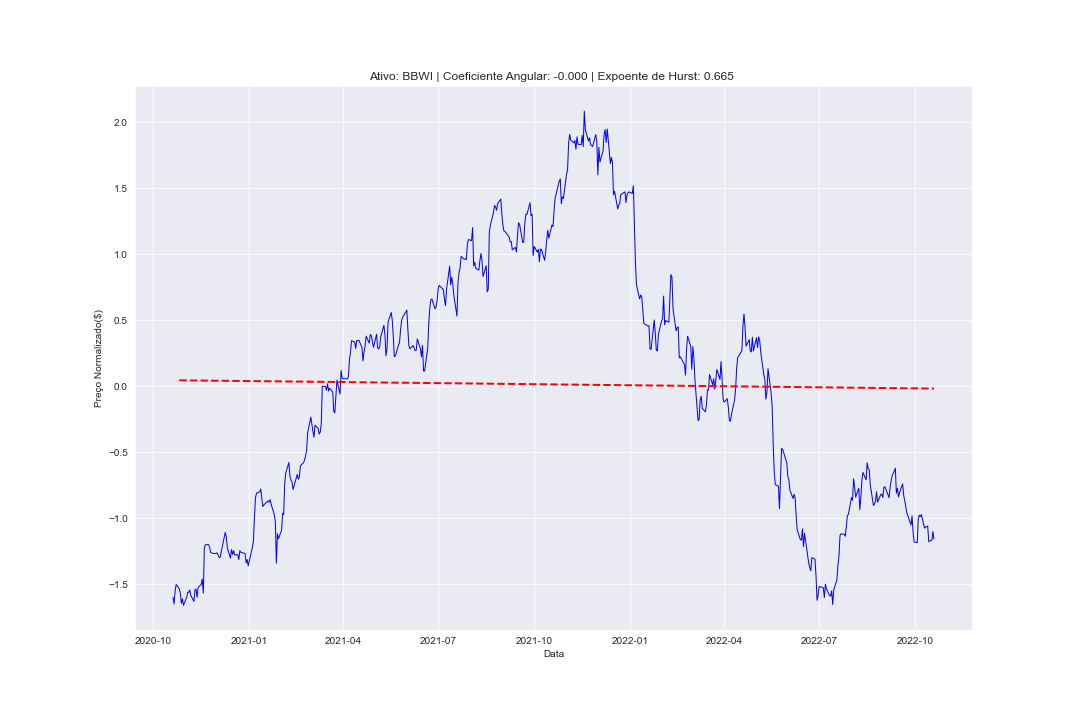 Ativo: BBWI | Coeficiente Angular: -0.000 | Expoente de Hurst: 0.665
Preço Normalizado($)
2.0
1.5
1.0
0.5
0.0
−0.5
−1.0
−1.5
2020-10 2021-01 2021-04 2021-07 2021-10 2022-01 2022-04 2022-07 2022-10
Data